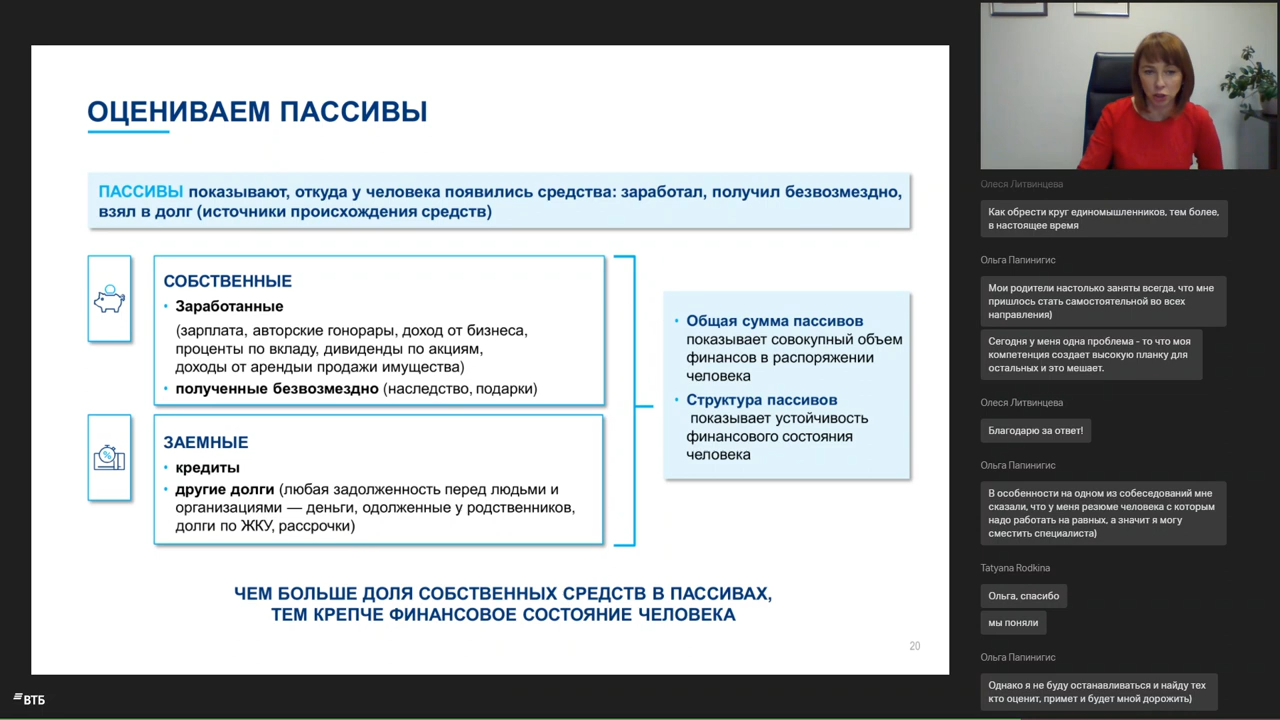 ОЦЕНИВАЕМ ПАССИВЫ
ПАССИВЫ показывают, откуда у человека появились средства: заработал, получил безвозмездно,
взял в долг (источники происхождения средств)
СОБСТВЕННЫЕ
• Заработанные
(зарплата, авторские гонорары, доход от бизнеса,
проценты по вкладу, дивиденды по акциям,
доходы от арендыи продажи имущества)
• полученные безвозмездно (наследство, подарки)
%
ЗАЕМНЫЕ
• кредиты
• другие долги (любая задолженность перед людьми и
организациями — деньги, одолженные у родственников,
долги по ЖКУ, рассрочки)
• Общая сумма пассивов
показывает совокупный объем
финансов в распоряжении
человека
• Структура пассивов
показывает устойчивость
финансового состояния
человека
ЧЕМ БОЛЬШЕ ДОЛЯ СОБСТВЕННЫХ СРЕДСТВ В ПАССИВАХ,
ТЕМ КРЕПЧЕ ФИНАНСОВОЕ СОСТОЯНИЕ ЧЕЛОВЕКА
20
ВТБ
Олеся Литвинцева
Как обрести круг единомышленников, тем более,
в настоящее время
Ольга Папинигис
Мои родители настолько заняты всегда, что мне
пришлось стать самостоятельной во всех
направления)
Сегодня у меня одна проблема - то что моя
компетенция создает высокую планку для
остальных и это мешает.
Олеся Литвинцева
Благодарю за ответ!
Ольга Папинигис
В особенности на одном из собеседований мне
сказали, что у меня резюме человека с которым
надо работать на равных, а значит я могу
сместить специалиста)
Tatyana Rodkina
Ольга, спасибо
мы поняли
Ольга Папинигис
Однако я не буду останавливаться и найду тех
кто оценит, примет и будет мной дорожить)